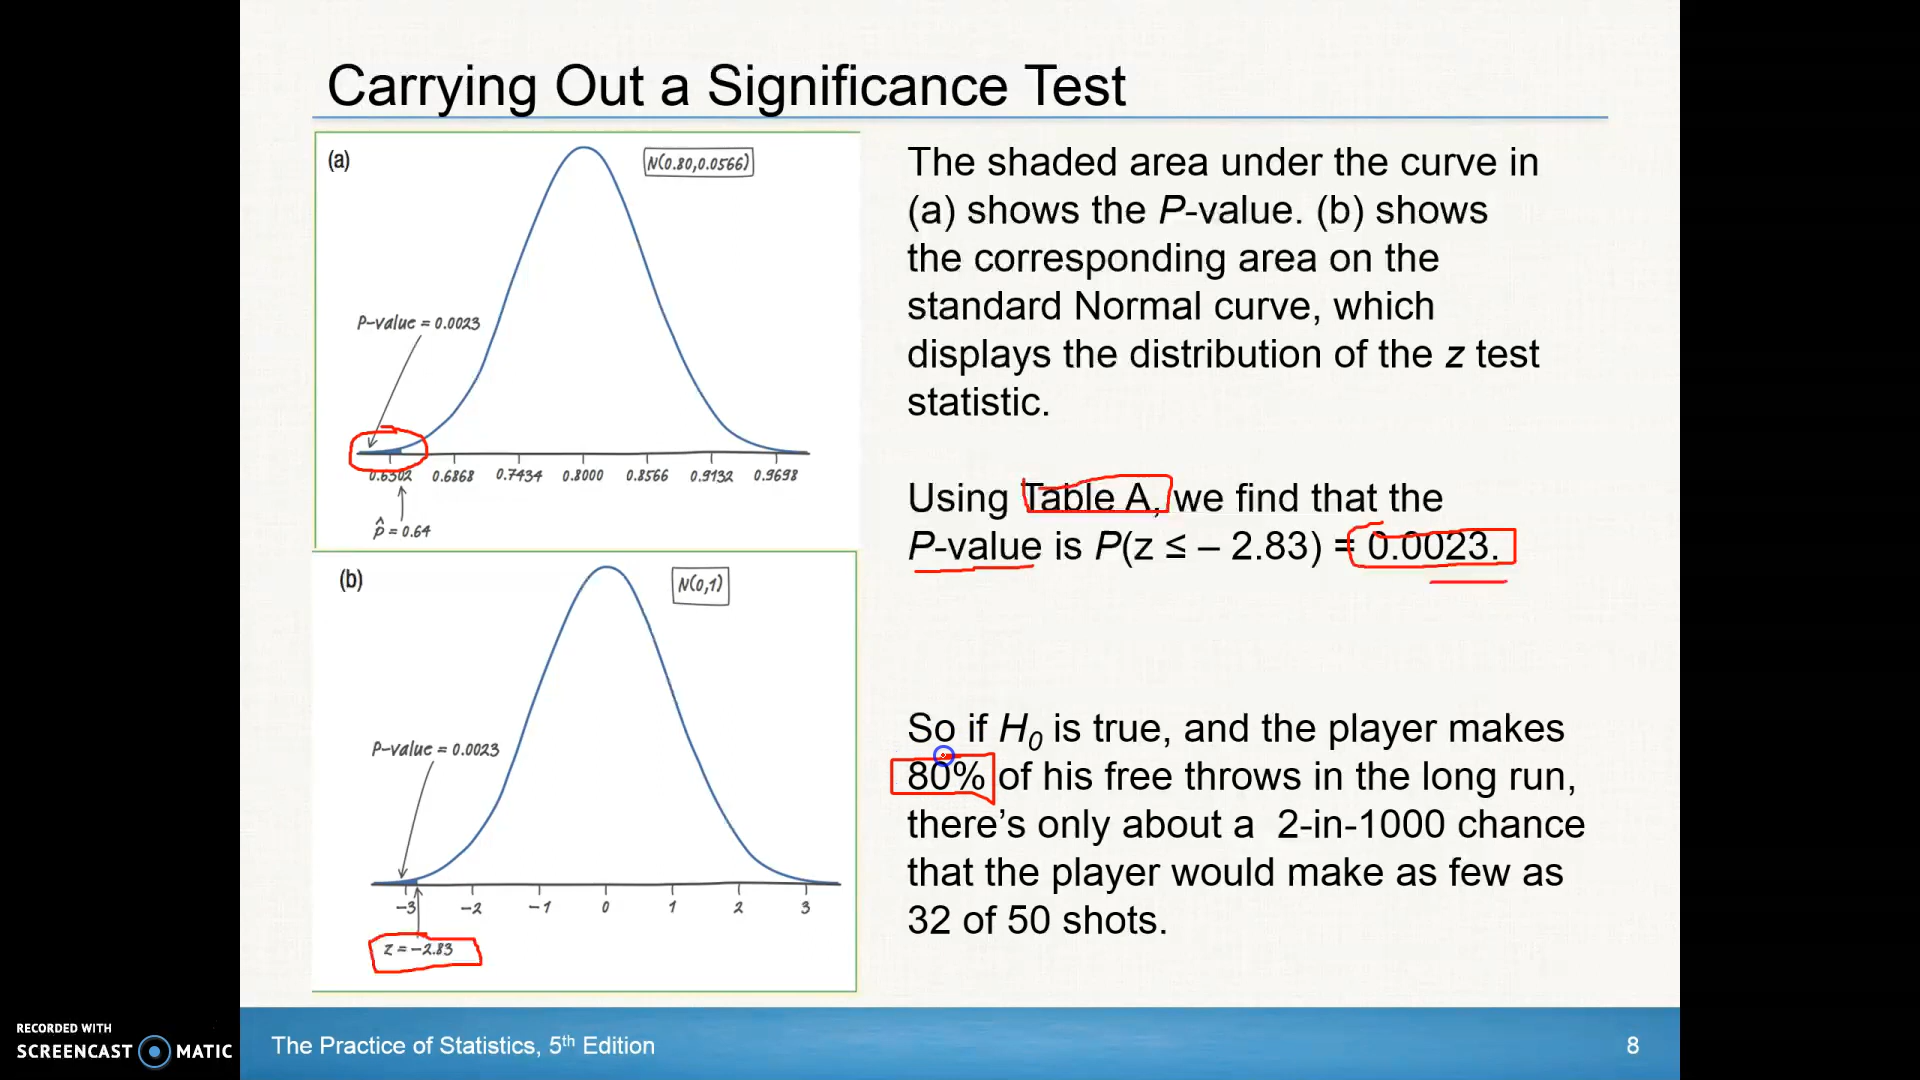 Carrying Out a Significance Test
(a)
N(0.80,0.0566)
P-value = 0.0023
0.6302 0.6868 0.7434 0.8000 0.8566 0.9132 0.9698
p̂ = 0.64
(b)
N(0,1)
P-value = 0.0023
-3 -2 -1 0 1 2 3
z = -2.83
The shaded area under the curve in
(a) shows the P-value. (b) shows
the corresponding area on the
standard Normal curve, which
displays the distribution of the z test
statistic.
Using Table A, we find that the
P-value is P(z ≤ – 2.83) = 0.0023.
So if H0 is true, and the player makes
80% of his free throws in the long run,
there's only about a 2-in-1000 chance
that the player would make as few as
32 of 50 shots.
RECORDED WITH
SCREENCAST MATIC
The Practice of Statistics, 5th Edition
8